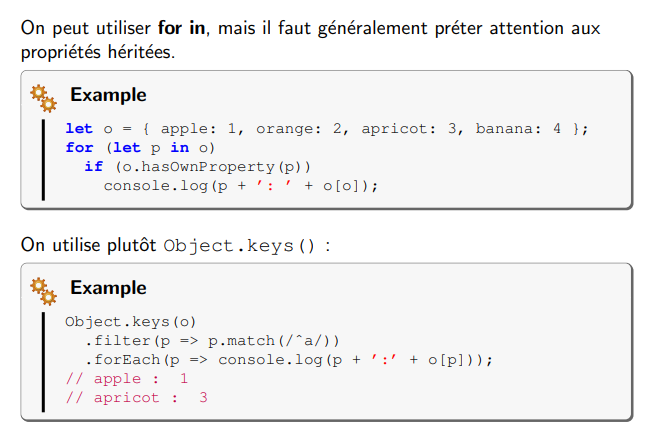 On peut utiliser for in, mais il faut généralement préter attention aux
propriétés héritées.
Example
let o = { apple: 1, orange: 2, apricot: 3, banana: 4 };
for (let p in o)
if (o.hasOwnProperty(p))
console.log(p + ’: ’ + o[o]);
On utilise plutôt Object.keys() :
Example
Object.keys(o)
.filter(p => p.match(/^a/))
.forEach(p => console.log(p + ’:’ + o[p]));
// apple : 1
// apricot : 3